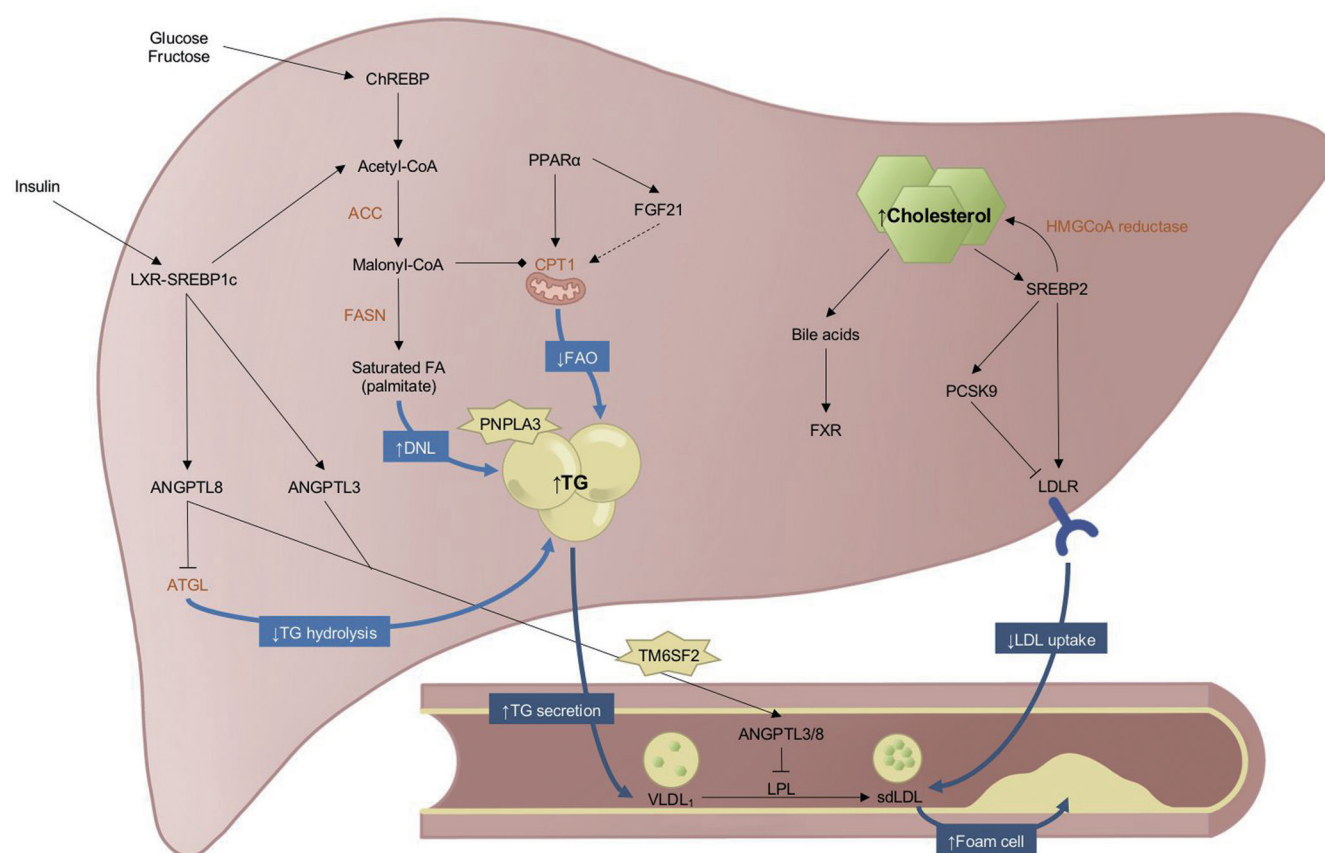 Glucose
Fructose
ChREBP
Acetyl-CoA
PPARα
Insulin
FGF21
ACC
↑Cholesterol
HMGCoA reductase
LXR-SREBP1c
Malonyl-CoA
CPT1
SREBP2
FASN
Bile acids
↓FAO
Saturated FA
(palmitate)
PCSK9
PNPLA3
FXR
↑DNL
↑TG
ANGPTL8
ANGPTL3
LDLR
ATGL
↓TG hydrolysis
↓LDL uptake
TM6SF2
↑TG secretion
ANGPTL3/8
LPL
VLDL₁
sdLDL
↑Foam cell